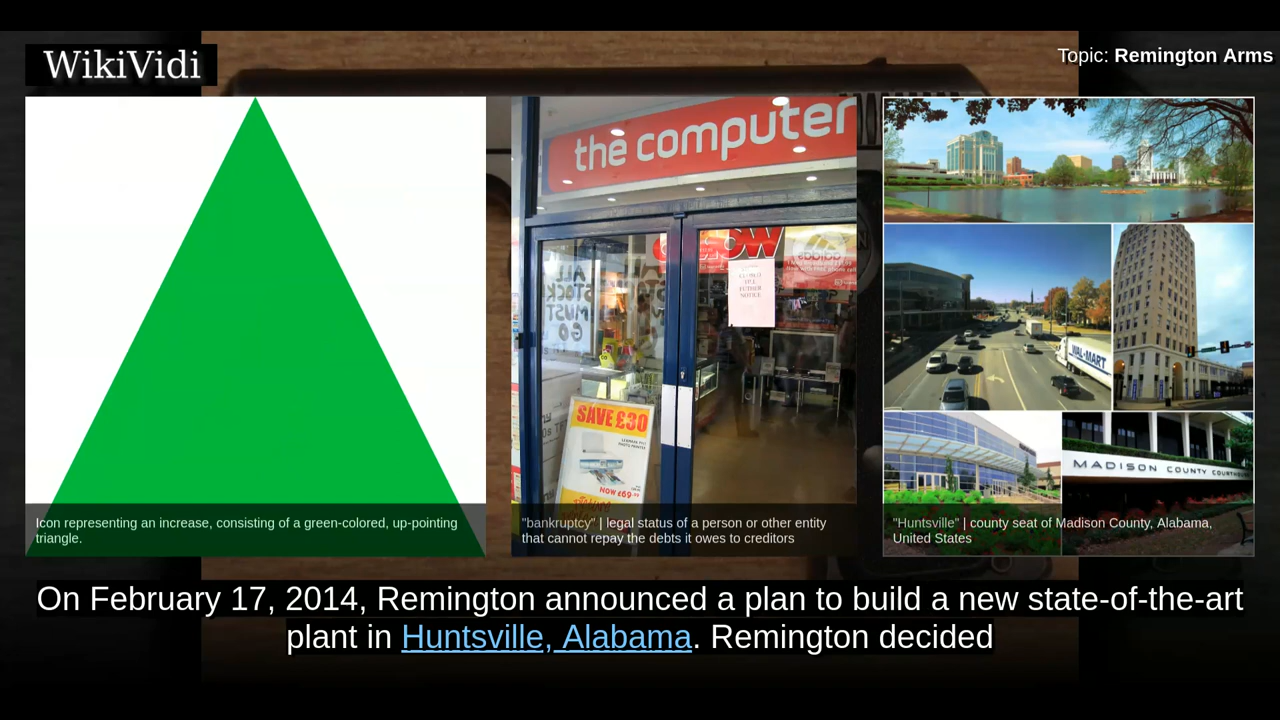 WikiVidi
Topic: Remington Arms
the computer
SAVE £30
NOW £69
WAL-MART
MADISON COUNTY COURTHOUSE
Icon representing an increase, consisting of a green-colored, up-pointing
triangle.
"bankruptcy" | legal status of a person or other entity
that cannot repay the debts it owes to creditors
"Huntsville" | county seat of Madison County, Alabama,
United States
On February 17, 2014, Remington announced a plan to build a new state-of-the-art
plant in Huntsville, Alabama. Remington decided